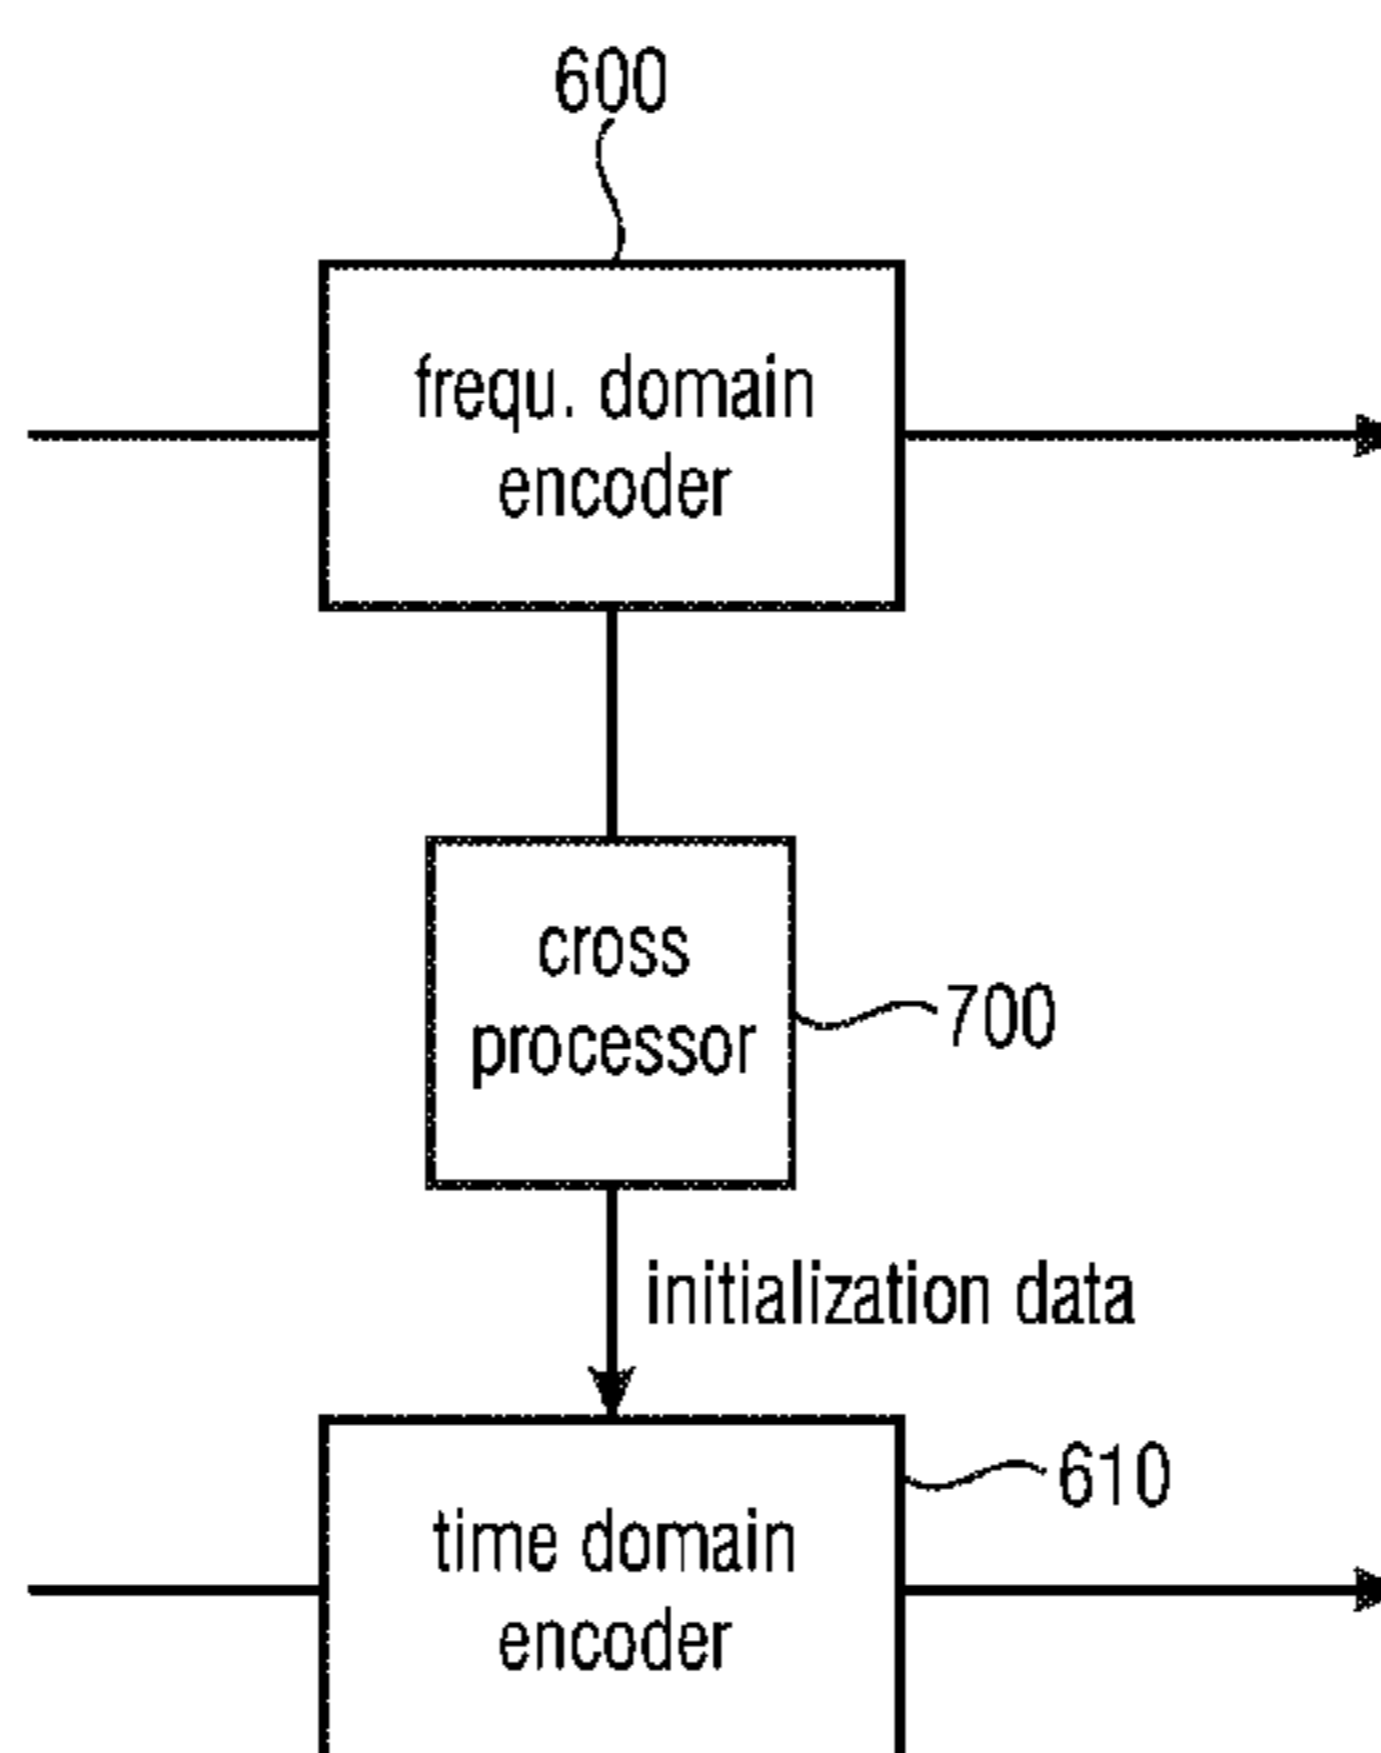 600
frequ. domain
encoder
cross
processor
700
initialization data
610
time domain
encoder